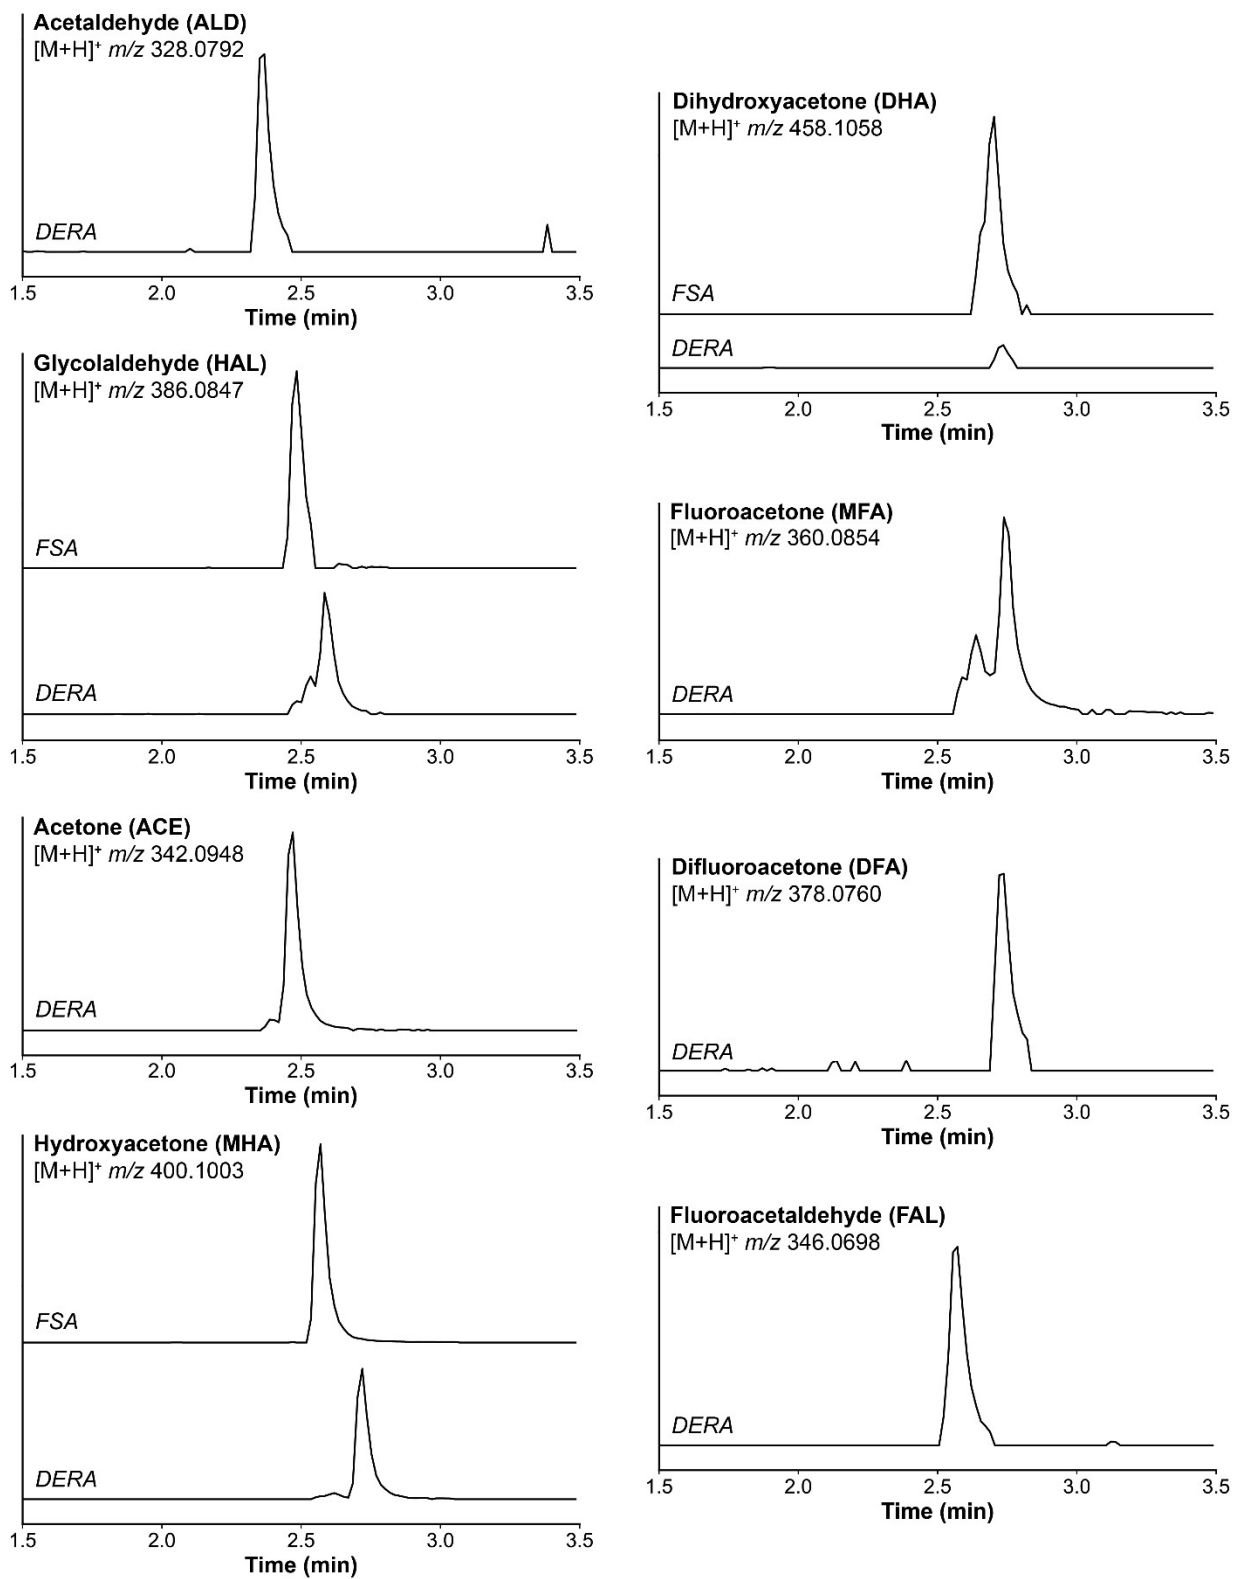 Acetaldehyde (ALD)
[M+H]⁺ m/z 328.0792
DERA
1.5 2.0 2.5 3.0 3.5
Time (min)
Glycolaldehyde (HAL)
[M+H]⁺ m/z 386.0847
FSA
DERA
1.5 2.0 2.5 3.0 3.5
Time (min)
Acetone (ACE)
[M+H]⁺ m/z 342.0948
DERA
1.5 2.0 2.5 3.0 3.5
Time (min)
Hydroxyacetone (MHA)
[M+H]⁺ m/z 400.1003
FSA
DERA
1.5 2.0 2.5 3.0 3.5
Time (min)
Dihydroxyacetone (DHA)
[M+H]⁺ m/z 458.1058
FSA
DERA
1.5 2.0 2.5 3.0 3.5
Time (min)
Fluoroacetone (MFA)
[M+H]⁺ m/z 360.0854
DERA
1.5 2.0 2.5 3.0 3.5
Time (min)
Difluoroacetone (DFA)
[M+H]⁺ m/z 378.0760
DERA
1.5 2.0 2.5 3.0 3.5
Time (min)
Fluoroacetaldehyde (FAL)
[M+H]⁺ m/z 346.0698
DERA
1.5 2.0 2.5 3.0 3.5
Time (min)